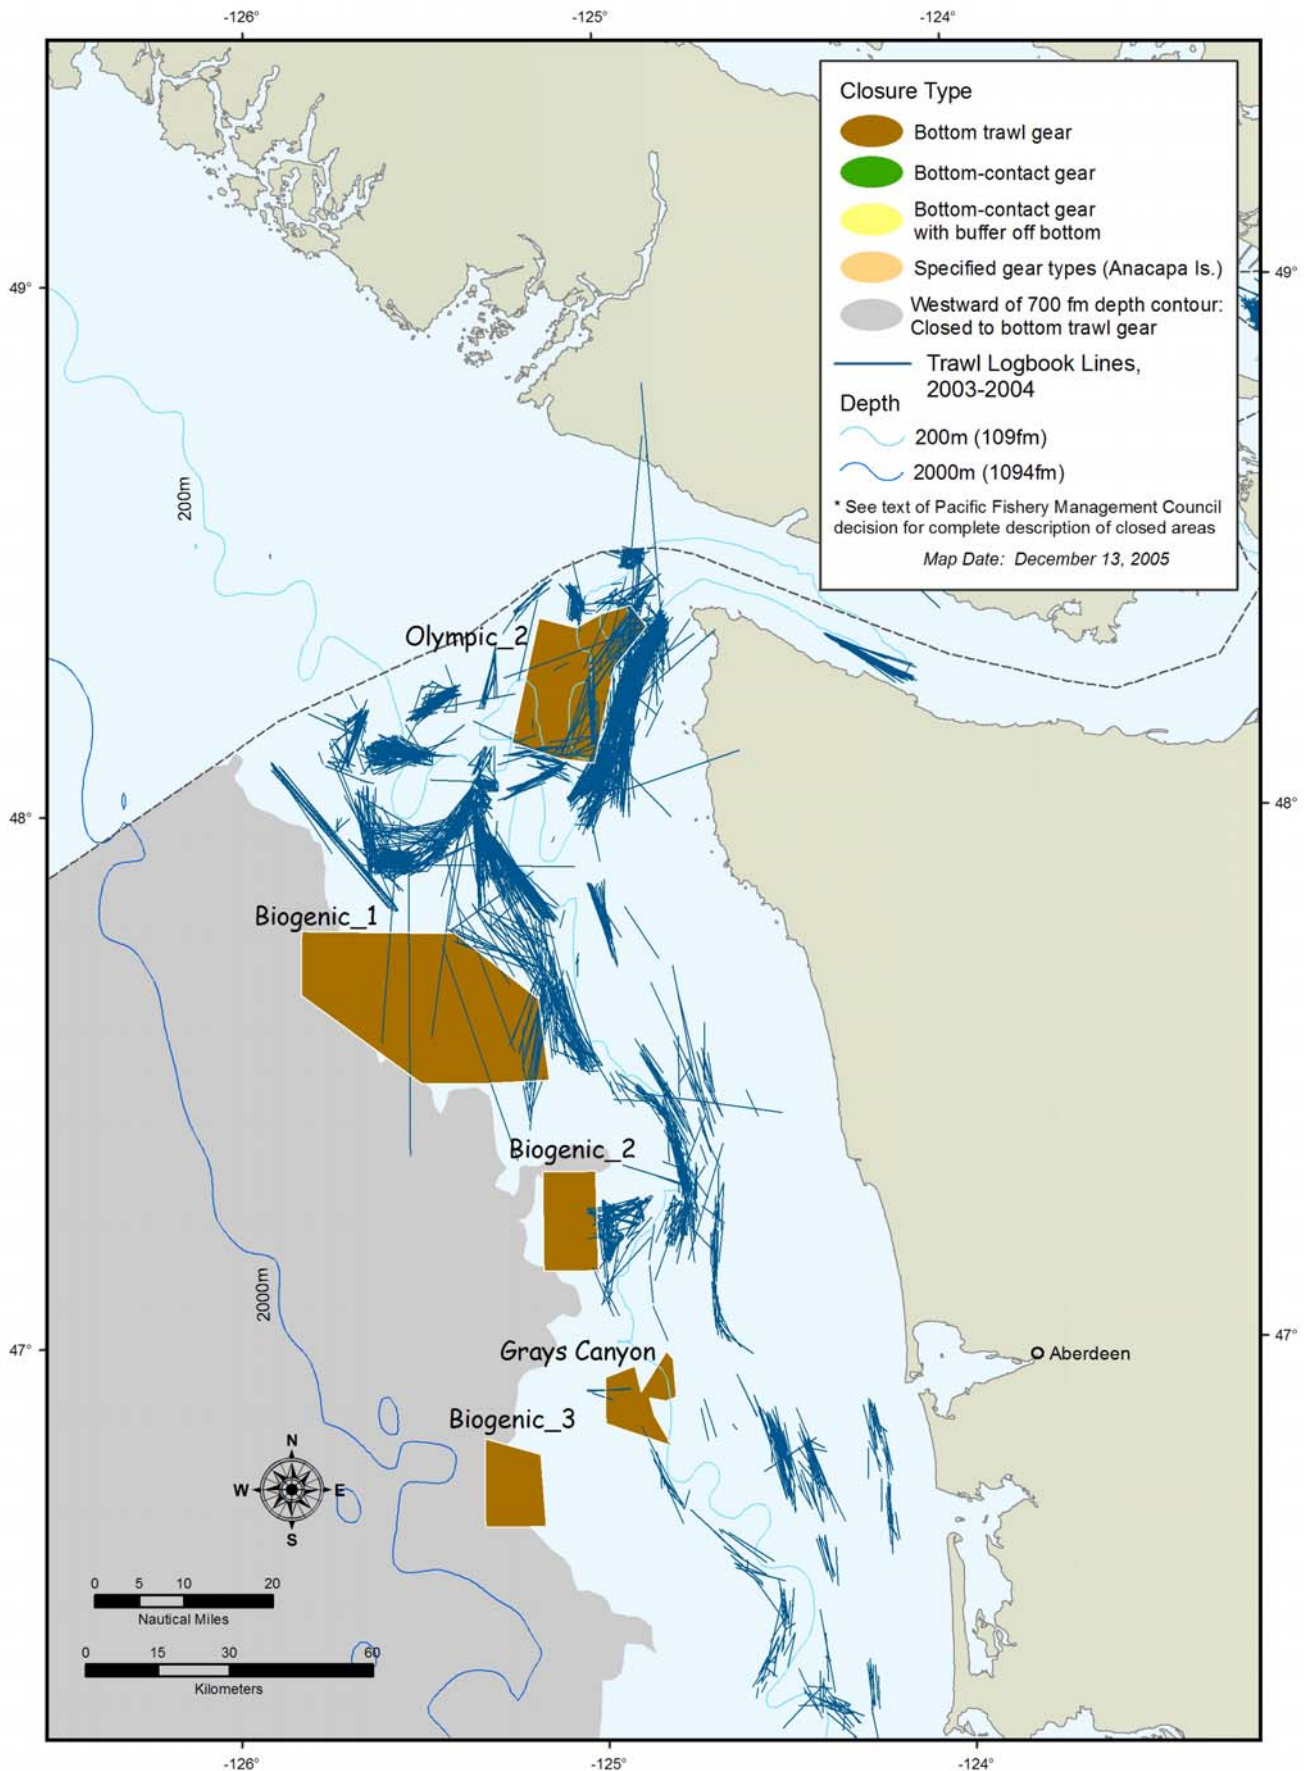 -126°
-125°
-124°
Closure Type
Bottom trawl gear
Bottom-contact gear
Bottom-contact gear
with buffer off bottom
Specified gear types (Anacapa Is.)
Westward of 700 fm depth contour:
Closed to bottom trawl gear
Trawl Logbook Lines,
2003-2004
Depth
200m (109fm)
2000m (1094fm)
* See text of Pacific Fishery Management Council
decision for complete description of closed areas
Map Date: December 13, 2005
49°
49°
200m
Olympic_2
48°
48°
Biogenic_1
Biogenic_2
2000m
47°
47°
Grays Canyon
Aberdeen
Biogenic_3
N
W
E
S
0 5 10 20
Nautical Miles
0 15 30 60
Kilometers
-126°
-125°
-124°